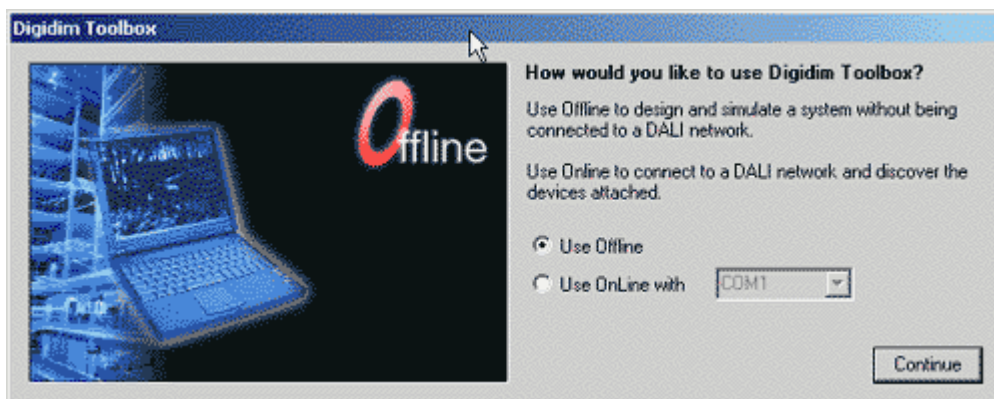 Digidim Toolbox
Offline
How would you like to use Digidim Toolbox?
Use Offline to design and simulate a system without being
connected to a DALI network.
Use Online to connect to a DALI network and discover the
devices attached.
Use Offline
Use OnLine with
COM1
Continue